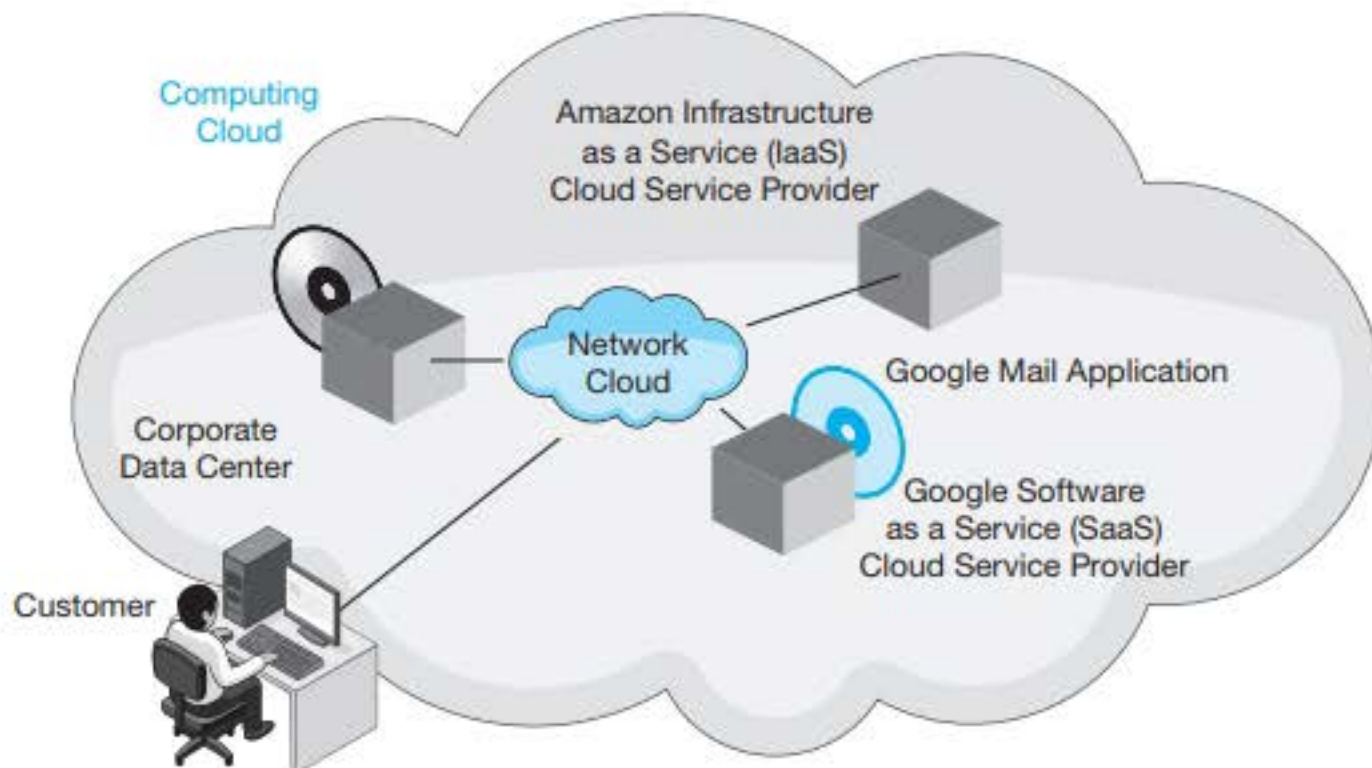 Computing
Cloud
Amazon Infrastructure
as a Service (IaaS)
Cloud Service Provider
Network
Cloud
Google Mail Application
Corporate
Data Center
Google Software
as a Service (SaaS)
Cloud Service Provider
Customer